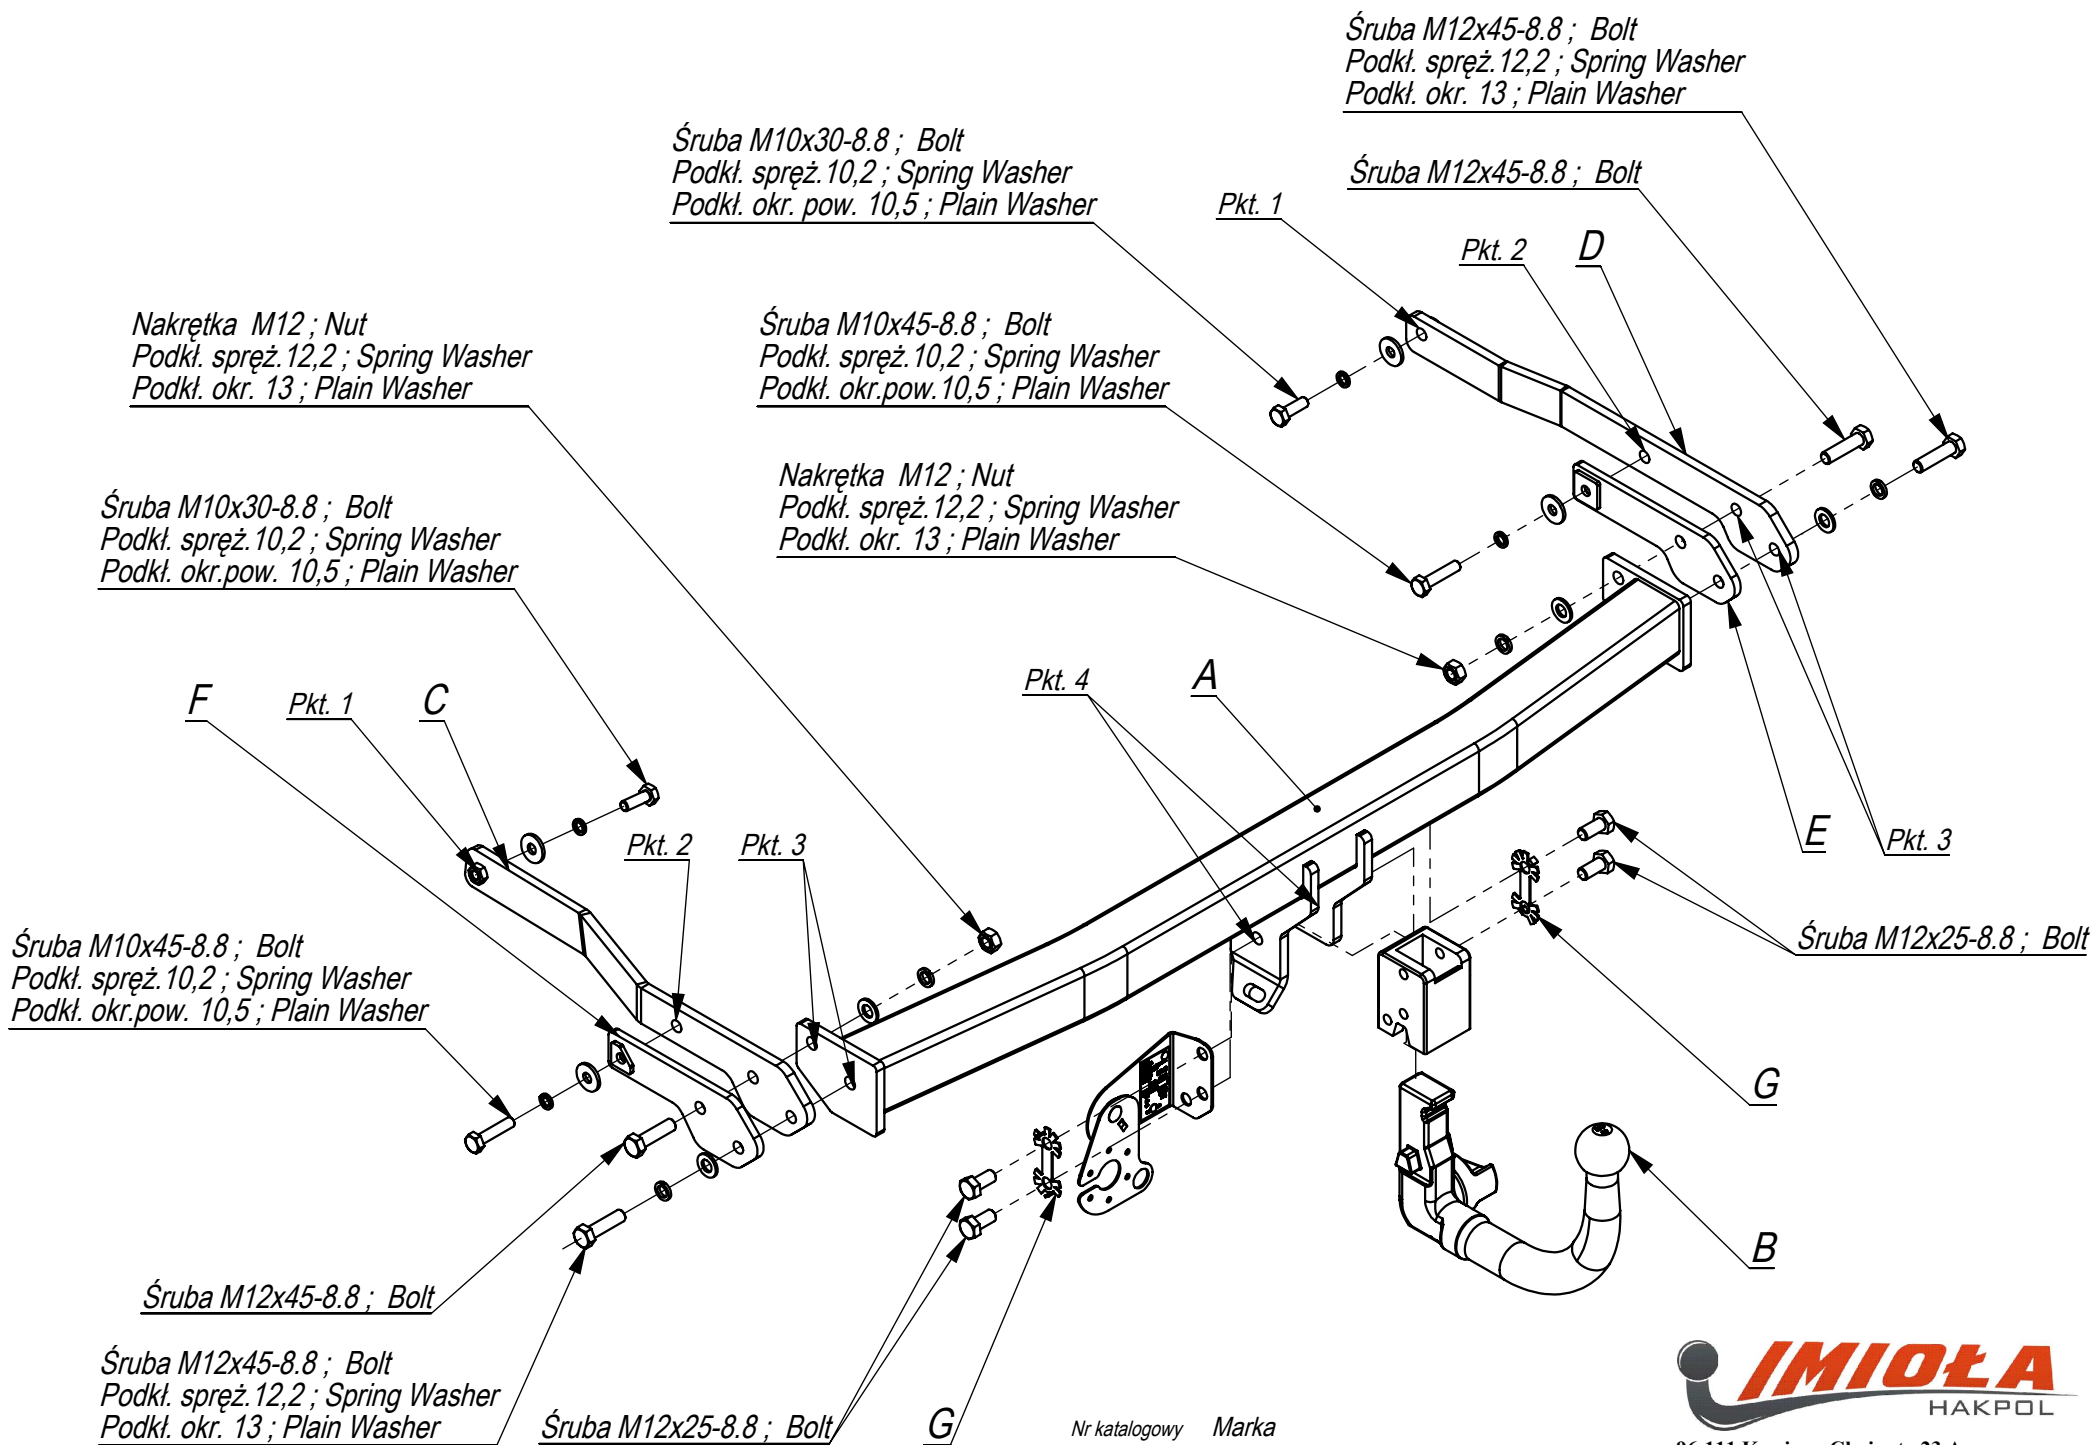 Śruba M12x45-8.8 ; Bolt
Podkł. spręż.12,2 ; Spring Washer
Podkł. okr. 13 ; Plain Washer
Śruba M10x30-8.8 ; Bolt
Podkł. spręż.10,2 ; Spring Washer
Podkł. okr. pow. 10,5 ; Plain Washer
Śruba M12x45-8.8 ; Bolt
Pkt. 1
Pkt. 2
D
Nakrętka M12 ; Nut
Podkł. spręż.12,2 ; Spring Washer
Podkł. okr. 13 ; Plain Washer
Śruba M10x45-8.8 ; Bolt
Podkł. spręż.10,2 ; Spring Washer
Podkł. okr.pow.10,5 ; Plain Washer
Nakrętka M12 ; Nut
Podkł. spręż.12,2 ; Spring Washer
Podkł. okr. 13 ; Plain Washer
Śruba M10x30-8.8 ; Bolt
Podkł. spręż.10,2 ; Spring Washer
Podkł. okr.pow. 10,5 ; Plain Washer
F
Pkt. 1
C
Pkt. 4
A
Pkt. 2
Pkt. 3
E
Pkt. 3
Śruba M10x45-8.8 ; Bolt
Podkł. spręż.10,2 ; Spring Washer
Podkł. okr.pow. 10,5 ; Plain Washer
Śruba M12x25-8.8 ; Bolt
G
B
Śruba M12x45-8.8 ; Bolt
Śruba M12x45-8.8 ; Bolt
Podkł. spręż.12,2 ; Spring Washer
Podkł. okr. 13 ; Plain Washer
Śruba M12x25-8.8 ; Bolt
G
Nr katalogowy Marka
IMIOŁA
HAKPOL